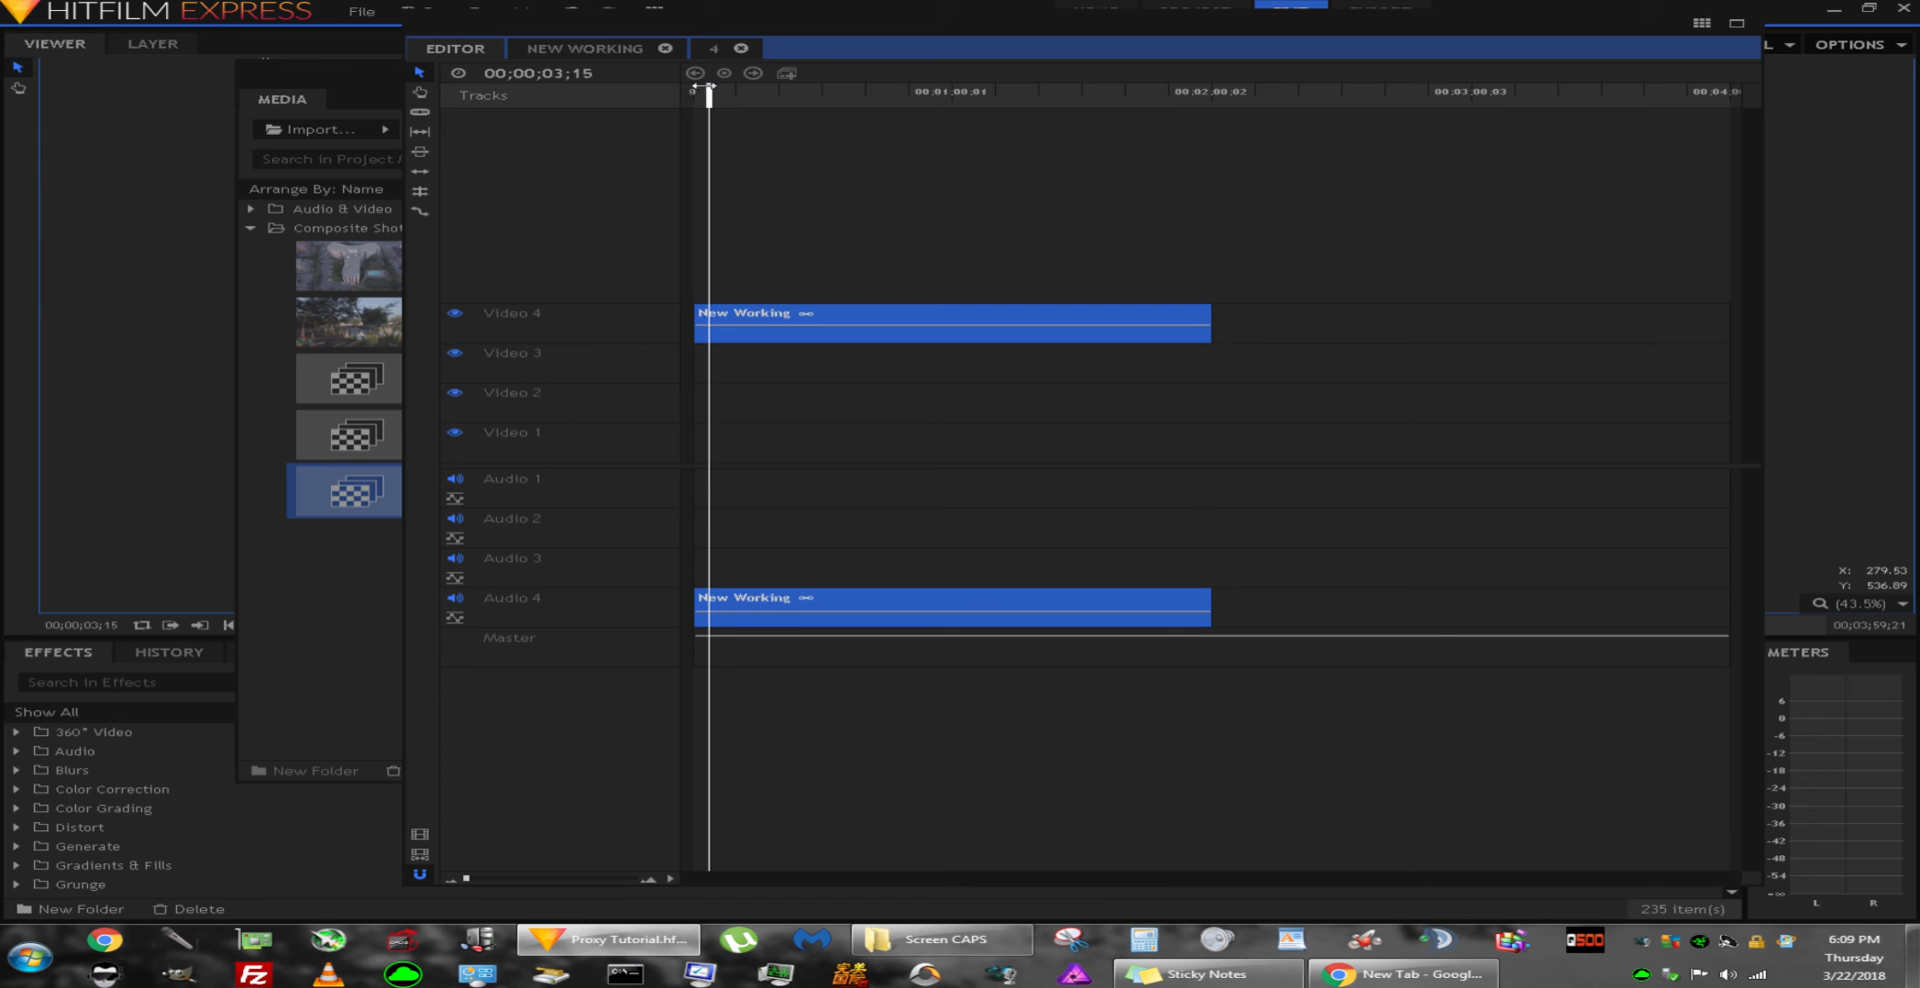 HITFILM EXPRESS File
VIEWER LAYER
EDITOR NEW WORKING 4
L OPTIONS
00;00;03;15
Tracks
0 00;01;00;01 00;02;00;02 00;03;00;03 00;04;0
MEDIA
Import...
Search in Project
Arrange By: Name
Audio & Video
Composite Shot
Video 4 New Working
Video 3
Video 2
Video 1
Audio 1
Audio 2
Audio 3
Audio 4 New Working
Master
X: 279.53
Y: 536.89
(43.5%)
00;00;03;15
00;03;59;21
EFFECTS HISTORY
METERS
Search in Effects
Show All
360° Video
Audio
Blurs
Color Correction
Color Grading
Distort
Generate
Gradients & Fills
Grunge
New Folder
New Folder Delete
235 item(s)
6
0
-6
-12
-18
-24
-30
-36
-42
-48
-54
-∞
L R
Proxy Tutorial.hf...
Screen CAPS
Q500
6:09 PM
Thursday
3/22/2018
FZ
Sticky Notes
New Tab - Googl...